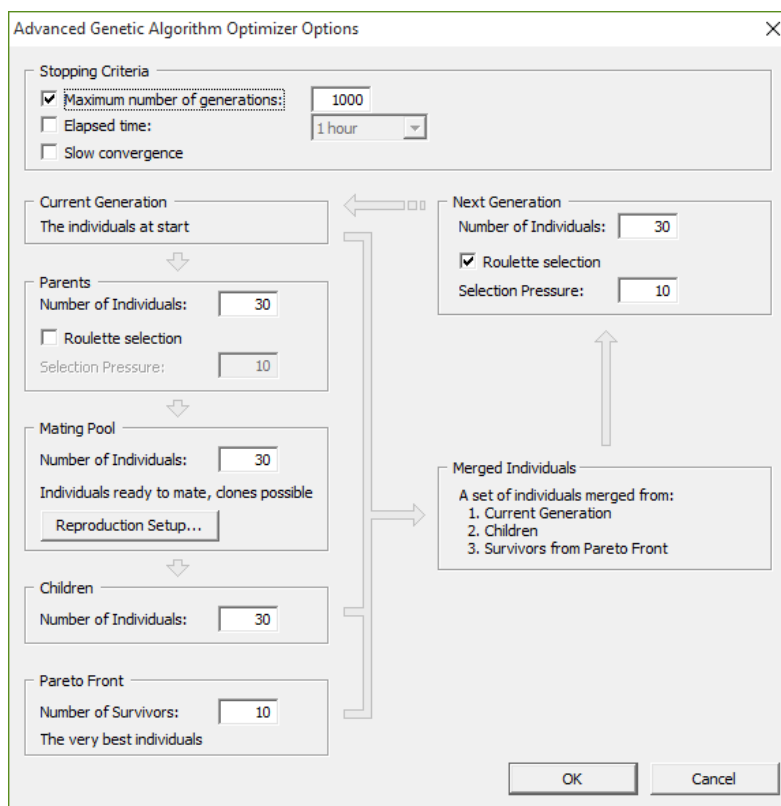 Advanced Genetic Algorithm Optimizer Options
Stopping Criteria
Maximum number of generations: 1000
Elapsed time: 1 hour
Slow convergence
Current Generation
The individuals at start
Parents
Number of Individuals: 30
Roulette selection
Selection Pressure: 10
Mating Pool
Number of Individuals: 30
Individuals ready to mate, clones possible
Reproduction Setup...
Children
Number of Individuals: 30
Pareto Front
Number of Survivors: 10
The very best individuals
Next Generation
Number of Individuals: 30
Roulette selection
Selection Pressure: 10
Merged Individuals
A set of individuals merged from:
1. Current Generation
2. Children
3. Survivors from Pareto Front
OK Cancel